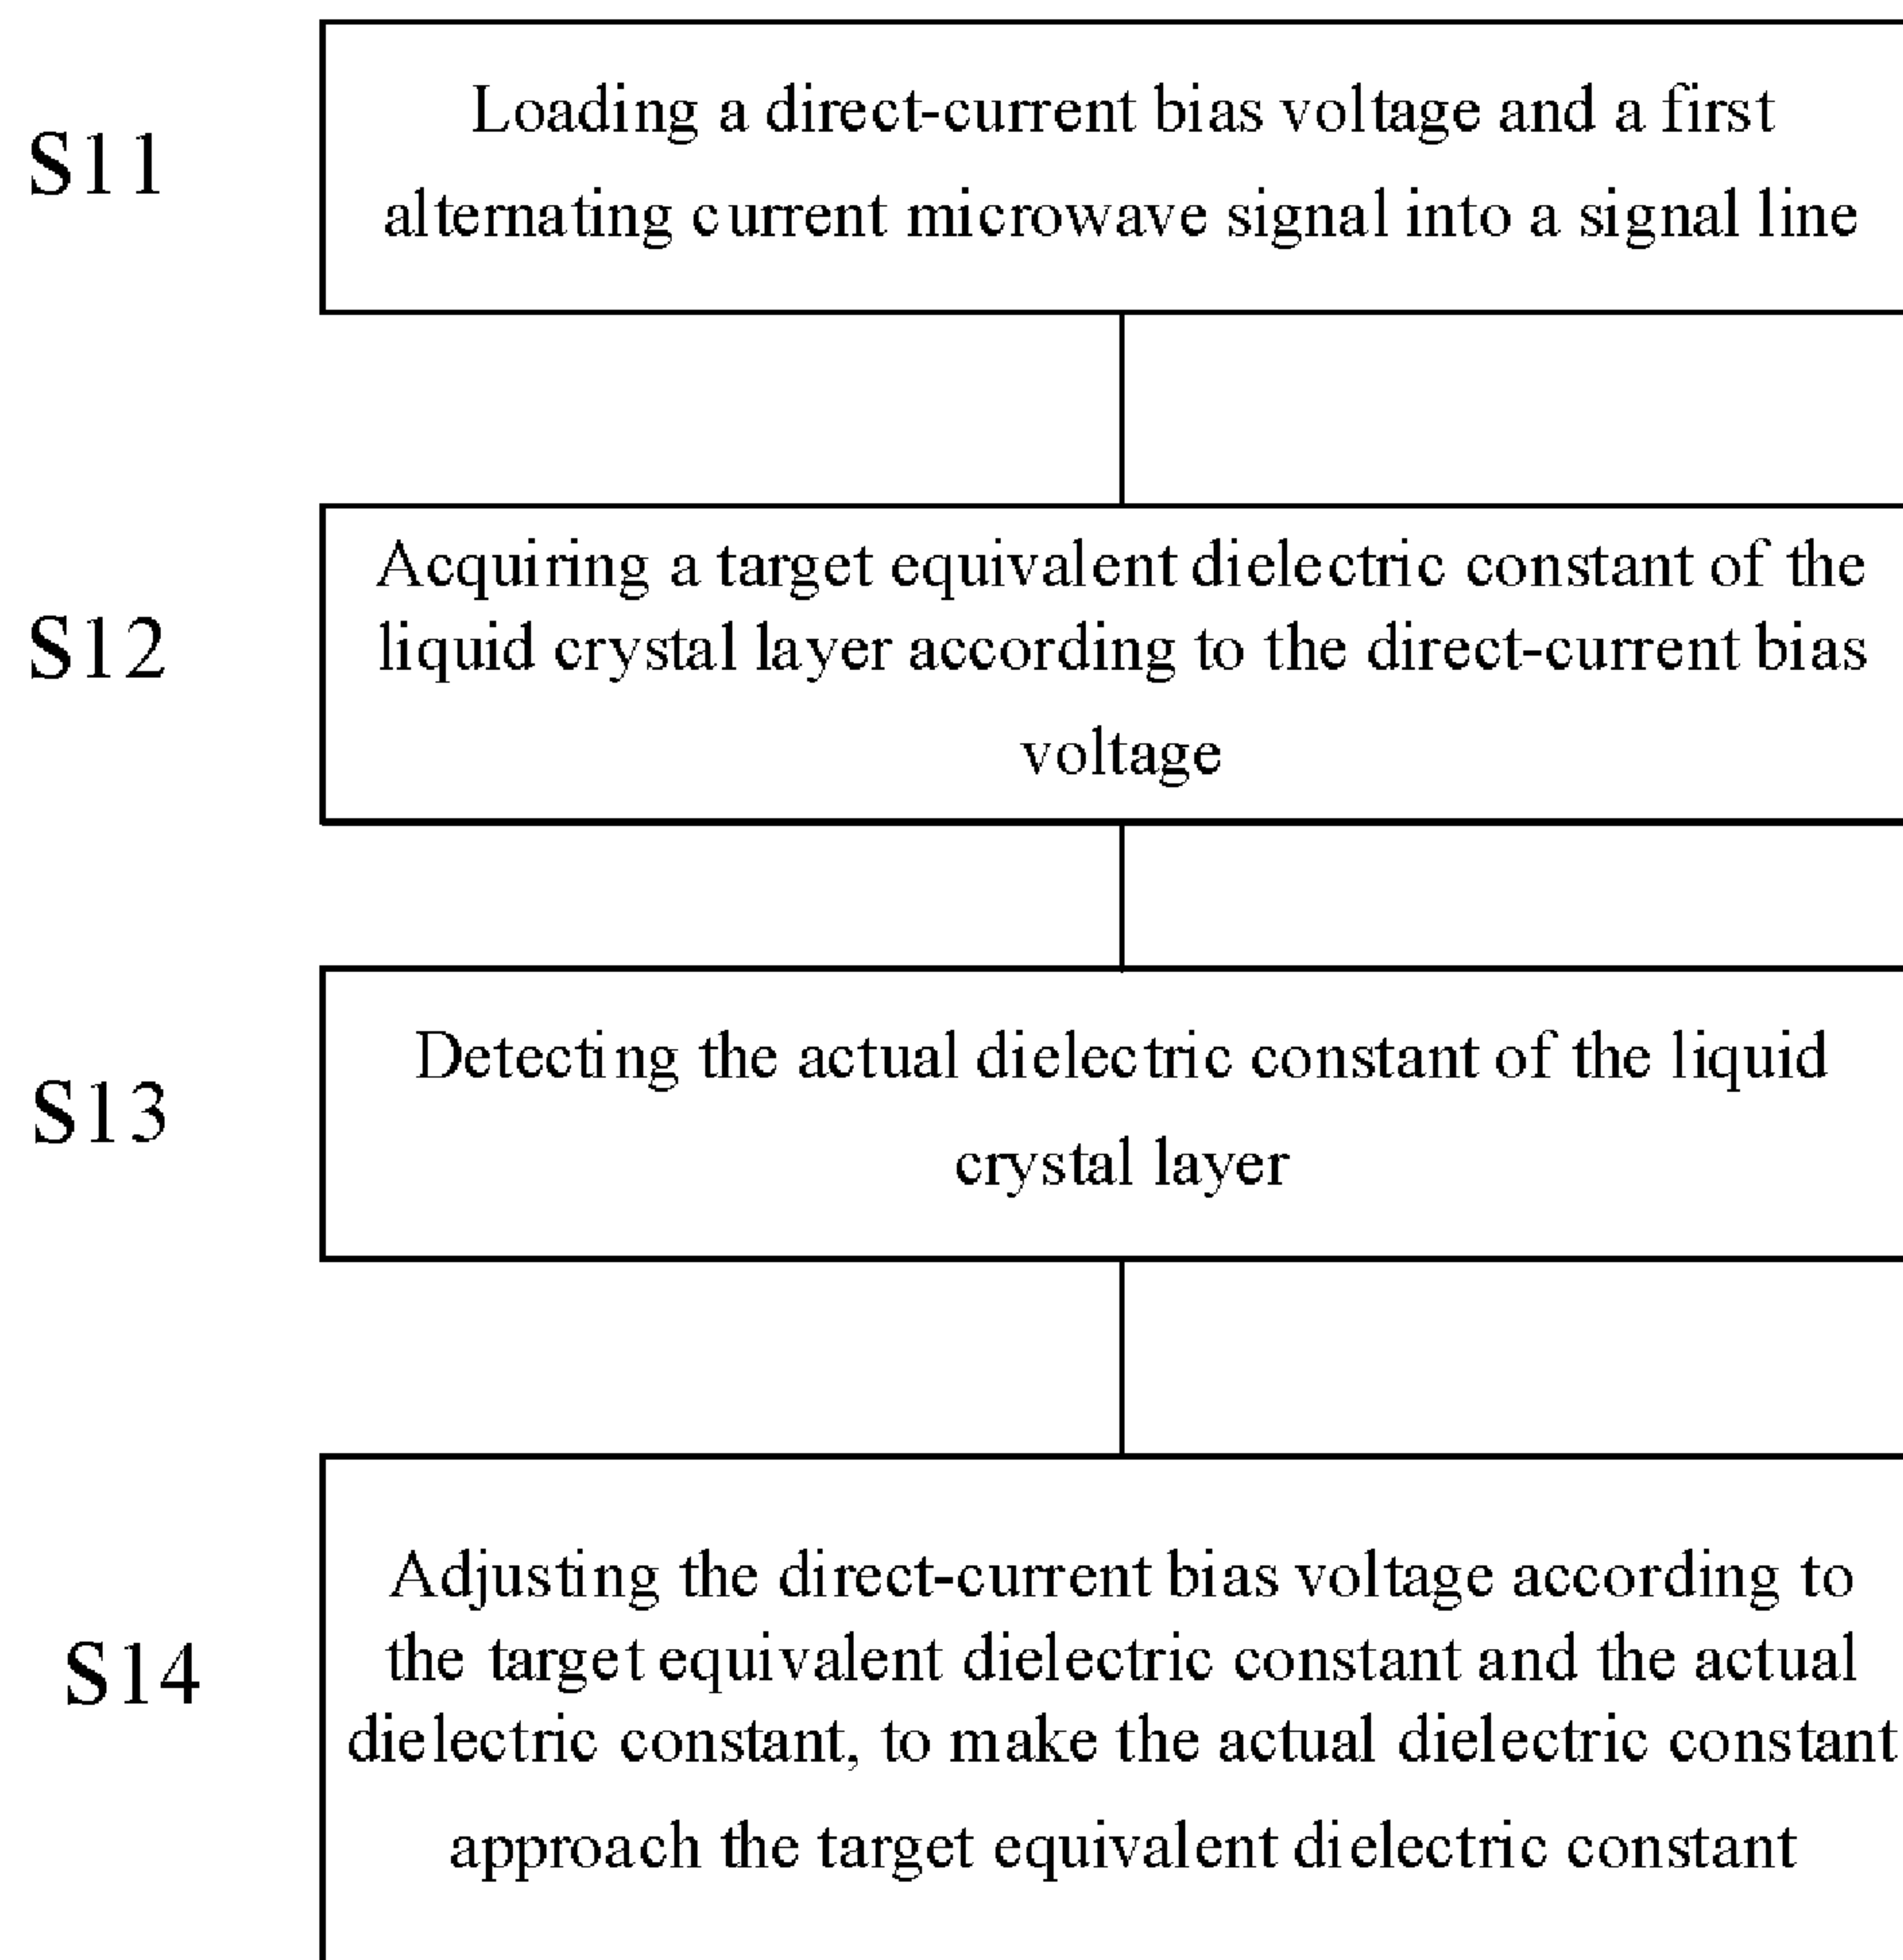 S11
Loading a direct-current bias voltage and a first
alternating current microwave signal into a signal line
S12
Acquiring a target equivalent dielectric constant of the
liquid crystal layer according to the direct-current bias
voltage
S13
Detecting the actual dielectric constant of the liquid
crystal layer
S14
Adjusting the direct-current bias voltage according to
the target equivalent dielectric constant and the actual
dielectric constant, to make the actual dielectric constant
approach the target equivalent dielectric constant